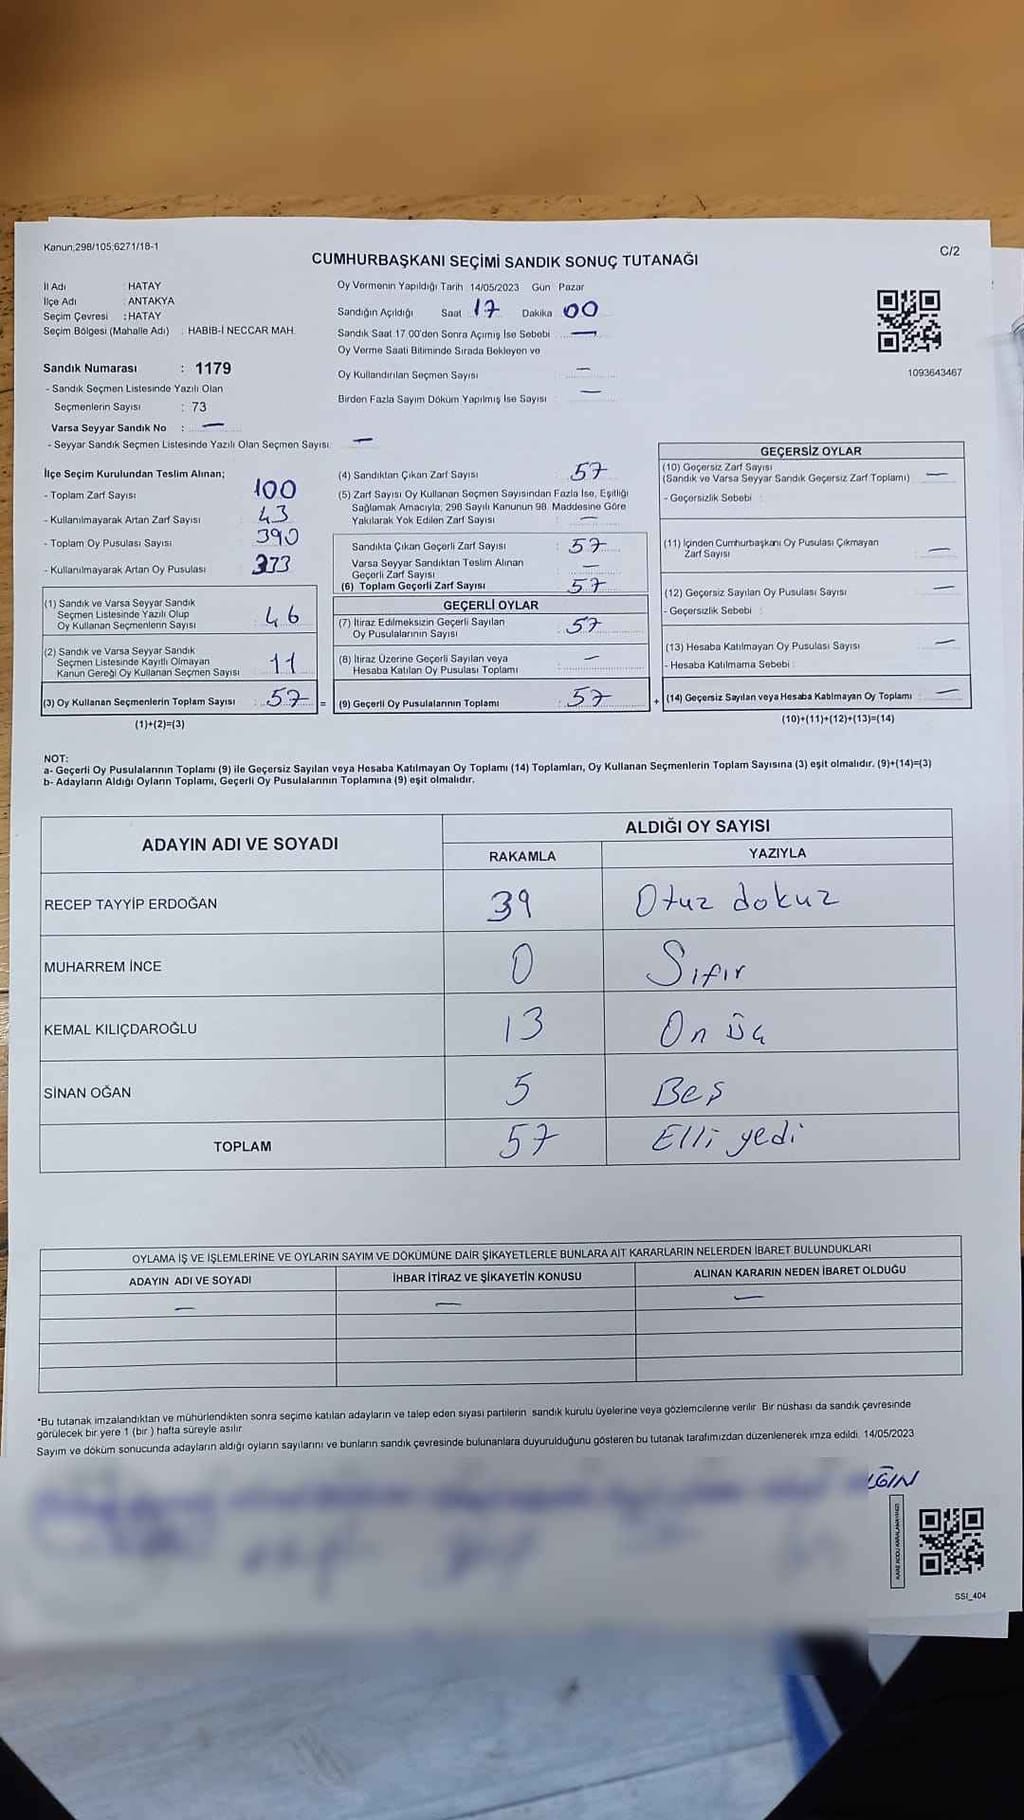 Kanun;298/105;6271/18-1
C/2
CUMHURBAŞKANI SEÇİMİ SANDIK SONUÇ TUTANAĞI
İl Adı : HATAY
İlçe Adı : ANTAKYA
Seçim Çevresi : HATAY
Seçim Bölgesi (Mahalle Adı) : HABİB-İ NECCAR MAH.
Oy Vermenin Yapıldığı Tarih 14/05/2023 Gün Pazar
Sandığın Açıldığı Saat 17 Dakika 00
Sandık Saat 17.00'den Sonra Açımış İse Sebebi —
Oy Verme Saati Bitiminde Sırada Bekleyen ve
Oy Kullandırılan Seçmen Sayısı —
Birden Fazla Sayım Döküm Yapılmış İse Sayısı —
1093643467
Sandık Numarası : 1179
- Sandık Seçmen Listesinde Yazılı Olan
Seçmenlerin Sayısı : 73
Varsa Seyyar Sandık No : —
- Seyyar Sandık Seçmen Listesinde Yazılı Olan Seçmen Sayısı: —
İlçe Seçim Kurulundan Teslim Alınan;
- Toplam Zarf Sayısı 100
- Kullanılmayarak Artan Zarf Sayısı 43
- Toplam Oy Pusulası Sayısı 390
- Kullanılmayarak Artan Oy Pusulası
(1) Sandık ve Varsa Seyyar Sandık
Seçmen Listesinde Yazılı Olup
Oy Kullanan Seçmenlerin Sayısı 46
(2) Sandık ve Varsa Seyyar Sandık
Seçmen Listesinde Kayıtlı Olmayan
Kanun Gereği Oy Kullanan Seçmen Sayısı 11
(3) Oy Kullanan Seçmenlerin Toplam Sayısı : 57 =
(1)+(2)=(3)
(4) Sandıktan Çıkan Zarf Sayısı 57
(5) Zarf Sayısı Oy Kullanan Seçmen Sayısından Fazla İse, Eşitliği
Sağlamak Amacıyla; 298 Sayılı Kanunun 98. Maddesine Göre
Yakılarak Yok Edilen Zarf Sayısı —
Sandıkta Çıkan Geçerli Zarf Sayısı : 57
Varsa Seyyar Sandıktan Teslim Alınan
Geçerli Zarf Sayısı —
(6) Toplam Geçerli Zarf Sayısı 57
GEÇERLİ OYLAR
(7) İtiraz Edilmeksizin Geçerli Sayılan
Oy Pusulalarının Sayısı 57
(8) İtiraz Üzerine Geçerli Sayılan veya
Hesaba Katılan Oy Pusulası Toplamı —
(9) Geçerli Oy Pusulalarının Toplamı 57 +
GEÇERSİZ OYLAR
(10) Geçersiz Zarf Sayısı
(Sandık ve Varsa Seyyar Sandık Geçersiz Zarf Toplamı) —
- Geçersizlik Sebebi :
(11) İçinden Cumhurbaşkanı Oy Pusulası Çıkmayan
Zarf Sayısı —
(12) Geçersiz Sayılan Oy Pusulası Sayısı —
- Geçersizlik Sebebi :
(13) Hesaba Katılmayan Oy Pusulası Sayısı —
- Hesaba Katılmama Sebebi :
(14) Geçersiz Sayılan veya Hesaba Katılmayan Oy Toplamı —
(10)+(11)+(12)+(13)=(14)
NOT:
a- Geçerli Oy Pusulalarının Toplamı (9) ile Geçersiz Sayılan veya Hesaba Katılmayan Oy Toplamı (14) Toplamları, Oy Kullanan Seçmenlerin Toplam Sayısına (3) eşit olmalıdır. (9)+(14)=(3)
b- Adayların Aldığı Oyların Toplamı, Geçerli Oy Pusulalarının Toplamına (9) eşit olmalıdır.
ADAYIN ADI VE SOYADI ALDIĞI OY SAYISI
RAKAMLA YAZIYLA
RECEP TAYYİP ERDOĞAN 39 Otuz dokuz
MUHARREM İNCE 0 Sıfır
KEMAL KILIÇDAROĞLU 13 On üç
SİNAN OĞAN 5 Beş
TOPLAM 57 Elli yedi
OYLAMA İŞ VE İŞLEMLERİNE VE OYLARIN SAYIM VE DÖKÜMÜNE DAİR ŞİKAYETLERLE BUNLARA AİT KARARLARIN NELERDEN İBARET BULUNDUKLARI
ADAYIN ADI VE SOYADI İHBAR İTİRAZ VE ŞİKAYETİN KONUSU ALINAN KARARIN NEDEN İBARET OLDUĞU
— — —
*Bu tutanak imzalandıktan ve mühürlendikten sonra seçime katılan adayların ve talep eden siyasi partilerin sandık kurulu üyelerine veya gözlemcilerine verilir. Bir nüshası da sandık çevresinde
görülecek bir yere 1 (bir ) hafta süreyle asılır
Sayım ve döküm sonucunda adayların aldığı oyların sayılarını ve bunların sandık çevresinde bulunanlara duyurulduğunu gösteren bu tutanak tarafımızdan düzenlenerek imza edildi. 14/05/2023
SSI_404